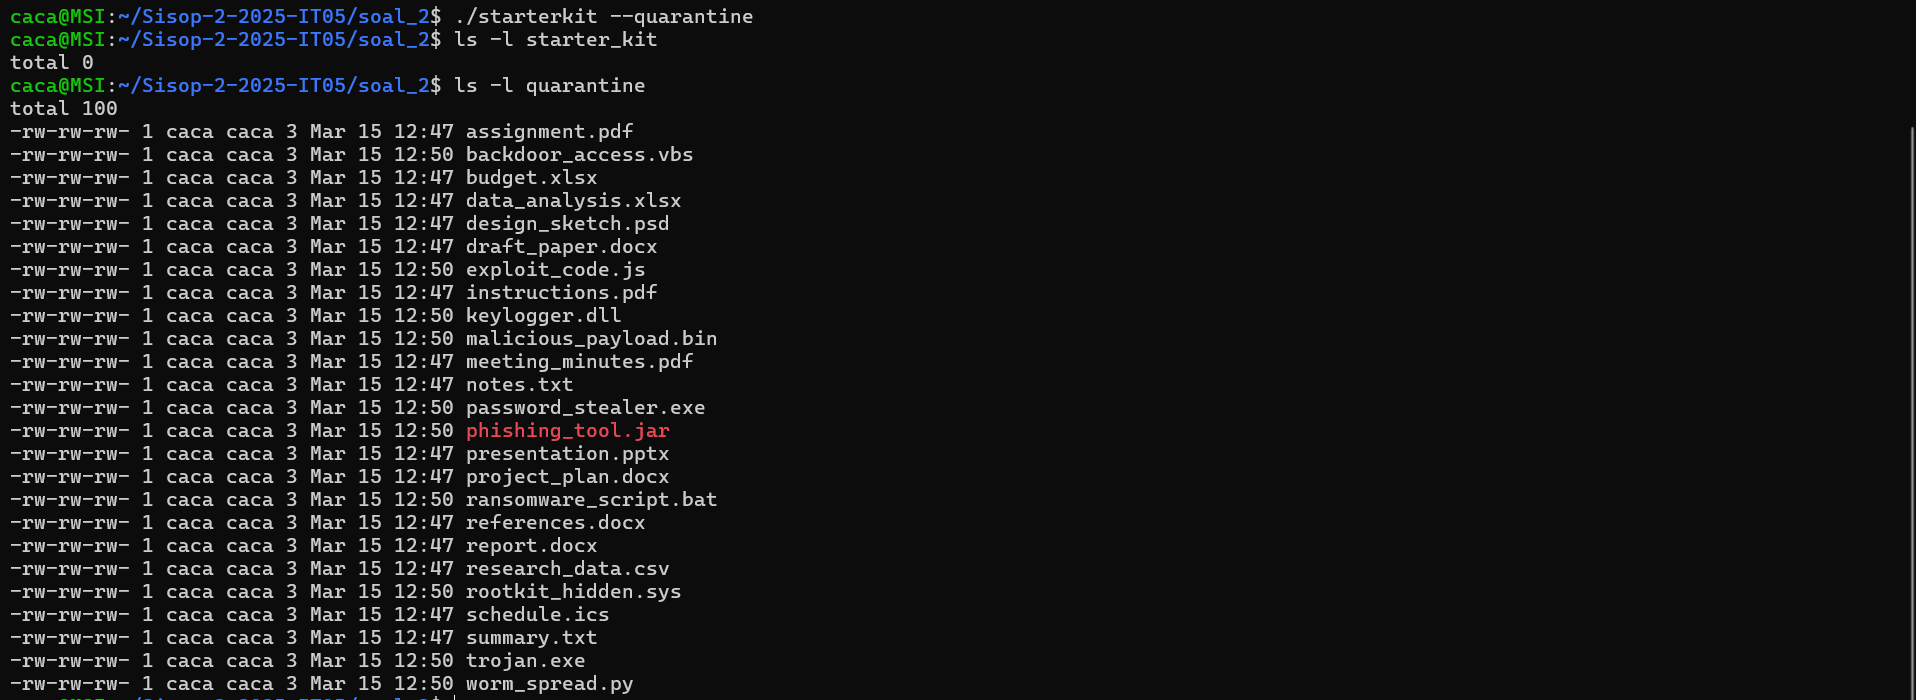 caca@MSI:~/Sisop-2-2025-IT05/soal_2$ ./starterkit --quarantine
caca@MSI:~/Sisop-2-2025-IT05/soal_2$ ls -l starter_kit
total 0
caca@MSI:~/Sisop-2-2025-IT05/soal_2$ ls -l quarantine
total 100
-rw-rw-rw- 1 caca caca 3 Mar 15 12:47 assignment.pdf
-rw-rw-rw- 1 caca caca 3 Mar 15 12:50 backdoor_access.vbs
-rw-rw-rw- 1 caca caca 3 Mar 15 12:47 budget.xlsx
-rw-rw-rw- 1 caca caca 3 Mar 15 12:47 data_analysis.xlsx
-rw-rw-rw- 1 caca caca 3 Mar 15 12:47 design_sketch.psd
-rw-rw-rw- 1 caca caca 3 Mar 15 12:47 draft_paper.docx
-rw-rw-rw- 1 caca caca 3 Mar 15 12:50 exploit_code.js
-rw-rw-rw- 1 caca caca 3 Mar 15 12:47 instructions.pdf
-rw-rw-rw- 1 caca caca 3 Mar 15 12:50 keylogger.dll
-rw-rw-rw- 1 caca caca 3 Mar 15 12:50 malicious_payload.bin
-rw-rw-rw- 1 caca caca 3 Mar 15 12:47 meeting_minutes.pdf
-rw-rw-rw- 1 caca caca 3 Mar 15 12:47 notes.txt
-rw-rw-rw- 1 caca caca 3 Mar 15 12:50 password_stealer.exe
-rw-rw-rw- 1 caca caca 3 Mar 15 12:50 phishing_tool.jar
-rw-rw-rw- 1 caca caca 3 Mar 15 12:47 presentation.pptx
-rw-rw-rw- 1 caca caca 3 Mar 15 12:47 project_plan.docx
-rw-rw-rw- 1 caca caca 3 Mar 15 12:50 ransomware_script.bat
-rw-rw-rw- 1 caca caca 3 Mar 15 12:47 references.docx
-rw-rw-rw- 1 caca caca 3 Mar 15 12:47 report.docx
-rw-rw-rw- 1 caca caca 3 Mar 15 12:47 research_data.csv
-rw-rw-rw- 1 caca caca 3 Mar 15 12:50 rootkit_hidden.sys
-rw-rw-rw- 1 caca caca 3 Mar 15 12:47 schedule.ics
-rw-rw-rw- 1 caca caca 3 Mar 15 12:47 summary.txt
-rw-rw-rw- 1 caca caca 3 Mar 15 12:50 trojan.exe
-rw-rw-rw- 1 caca caca 3 Mar 15 12:50 worm_spread.py